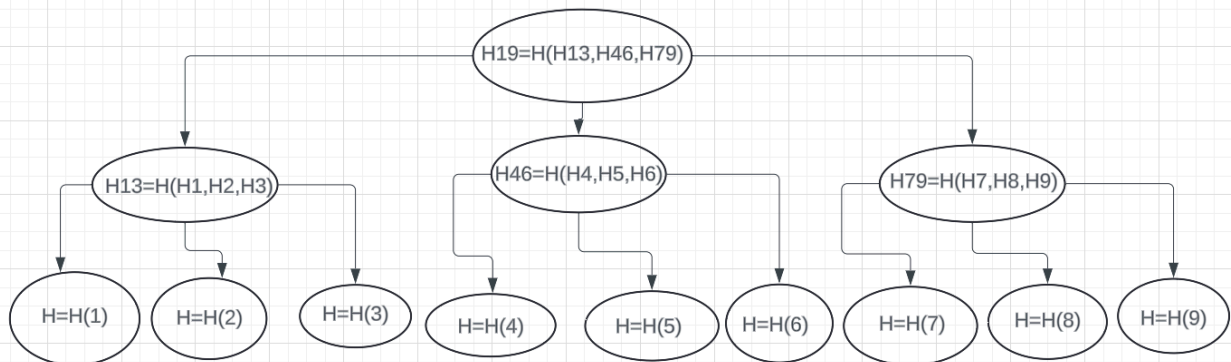 H19=H(H13,H46,H79)
H13=H(H1,H2,H3)
H46=H(H4,H5,H6)
H79=H(H7,H8,H9)
H=H(1)
H=H(2)
H=H(3)
H=H(4)
H=H(5)
H=H(6)
H=H(7)
H=H(8)
H=H(9)